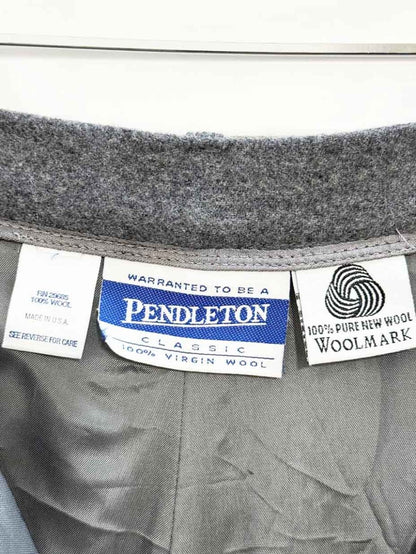 RN 29685
100% WOOL
MADE IN U.S.A.
SEE REVERSE FOR CARE
WARRANTED TO BE A
PENDLETON
CLASSIC
100% VIRGIN WOOL
100% PURE NEW WOOL
WOOLMARK